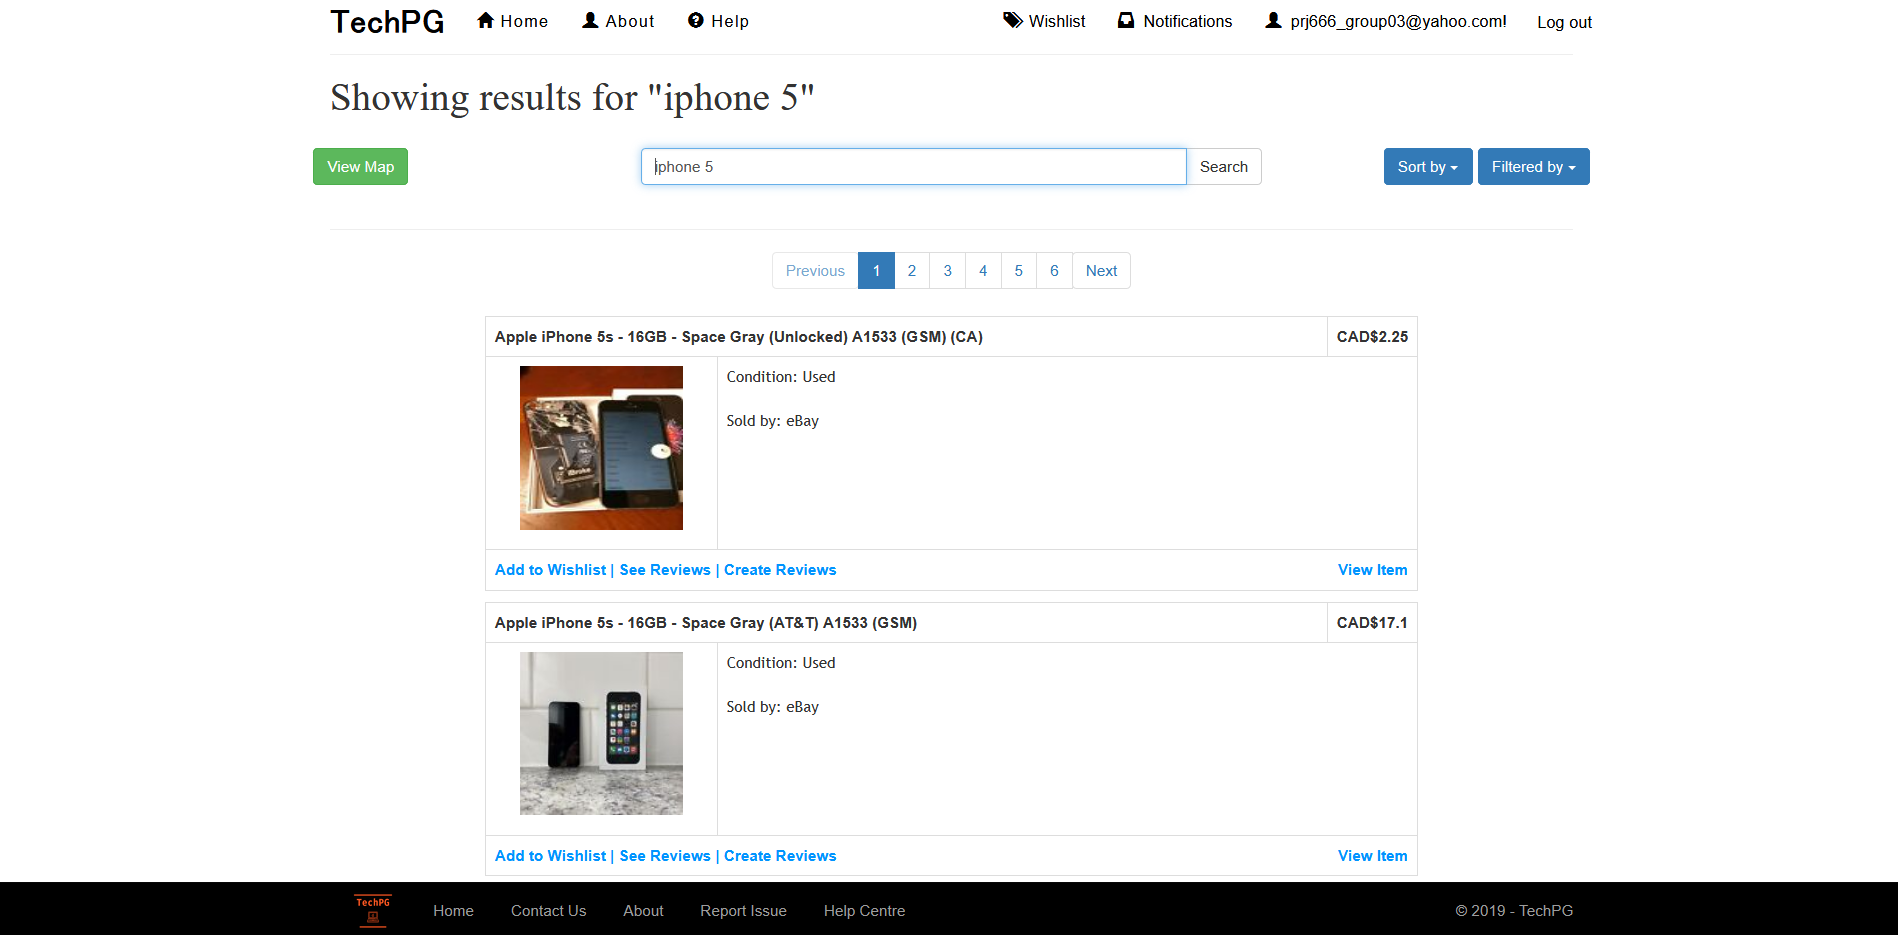 TechPG Home About Help Wishlist Notifications prj666_group03@yahoo.com! Log out
Showing results for "iphone 5"
View Map iphone 5 Search Sort by Filtered by
Previous 1 2 3 4 5 6 Next
Apple iPhone 5s - 16GB - Space Gray (Unlocked) A1533 (GSM) (CA) CAD$2.25
Condition: Used
Sold by: eBay
Add to Wishlist | See Reviews | Create Reviews View Item
Apple iPhone 5s - 16GB - Space Gray (AT&T) A1533 (GSM) CAD$17.1
Condition: Used
Sold by: eBay
Add to Wishlist | See Reviews | Create Reviews View Item
TechPG Home Contact Us About Report Issue Help Centre © 2019 - TechPG